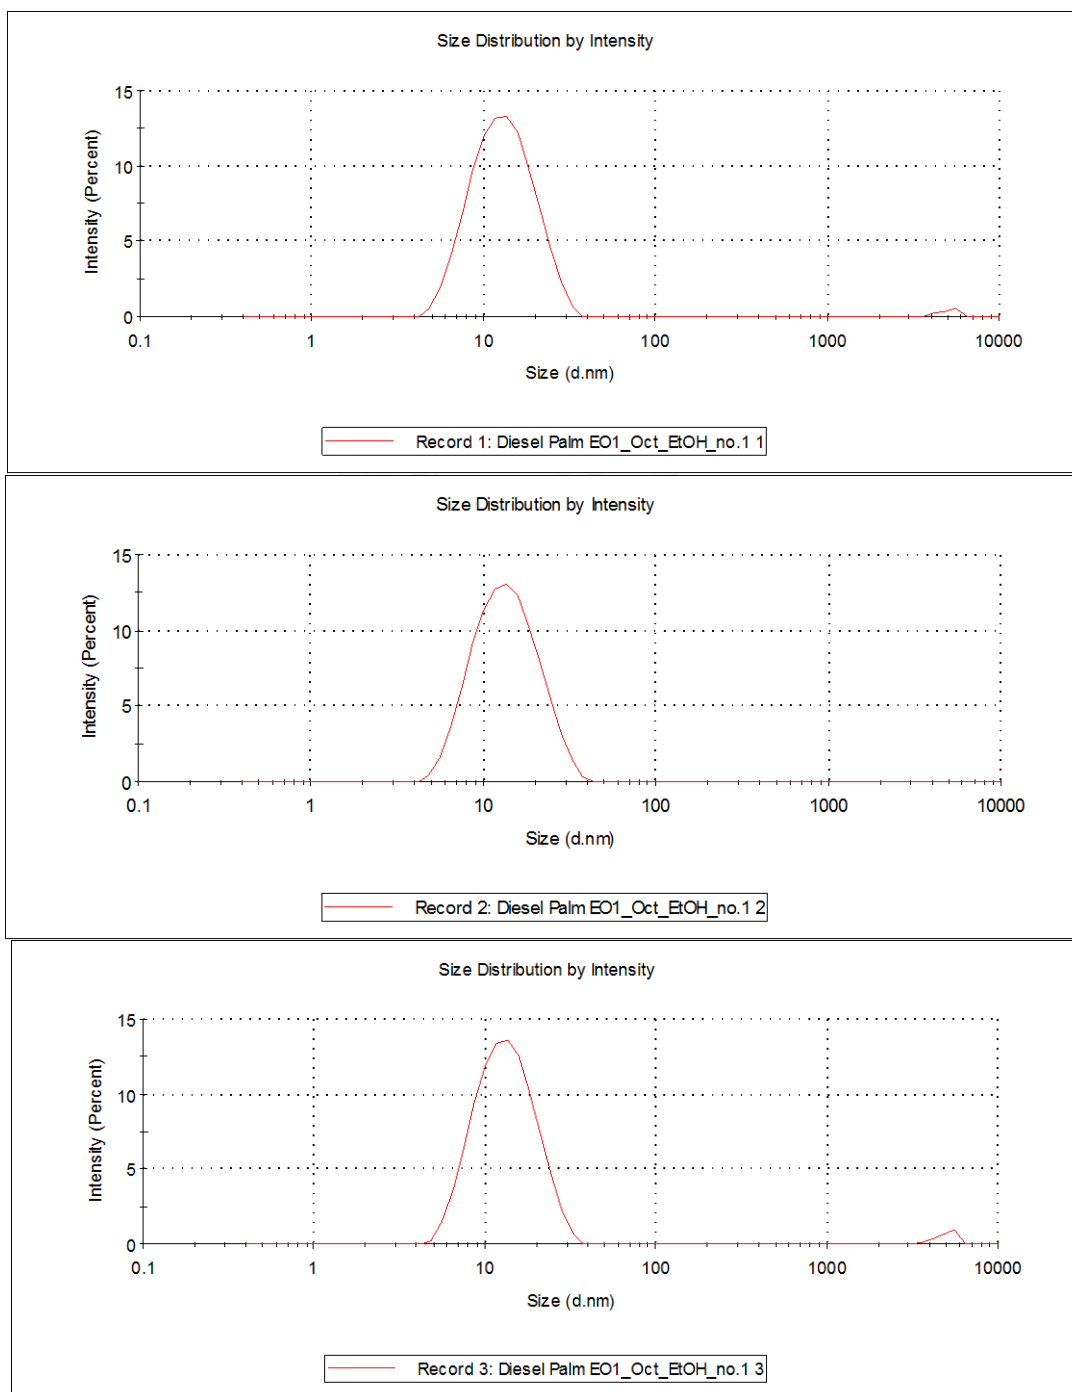 Size Distribution by Intensity
15
10
5
0
Intensity (Percent)
0.1 1 10 100 1000 10000
Size (d.nm)
Record 1: Diesel Palm EO1_Oct_EtOH_no.1 1
Size Distribution by Intensity
15
10
5
0
Intensity (Percent)
0.1 1 10 100 1000 10000
Size (d.nm)
Record 2: Diesel Palm EO1_Oct_EtOH_no.1 2
Size Distribution by Intensity
15
10
5
0
Intensity (Percent)
0.1 1 10 100 1000 10000
Size (d.nm)
Record 3: Diesel Palm EO1_Oct_EtOH_no.1 3